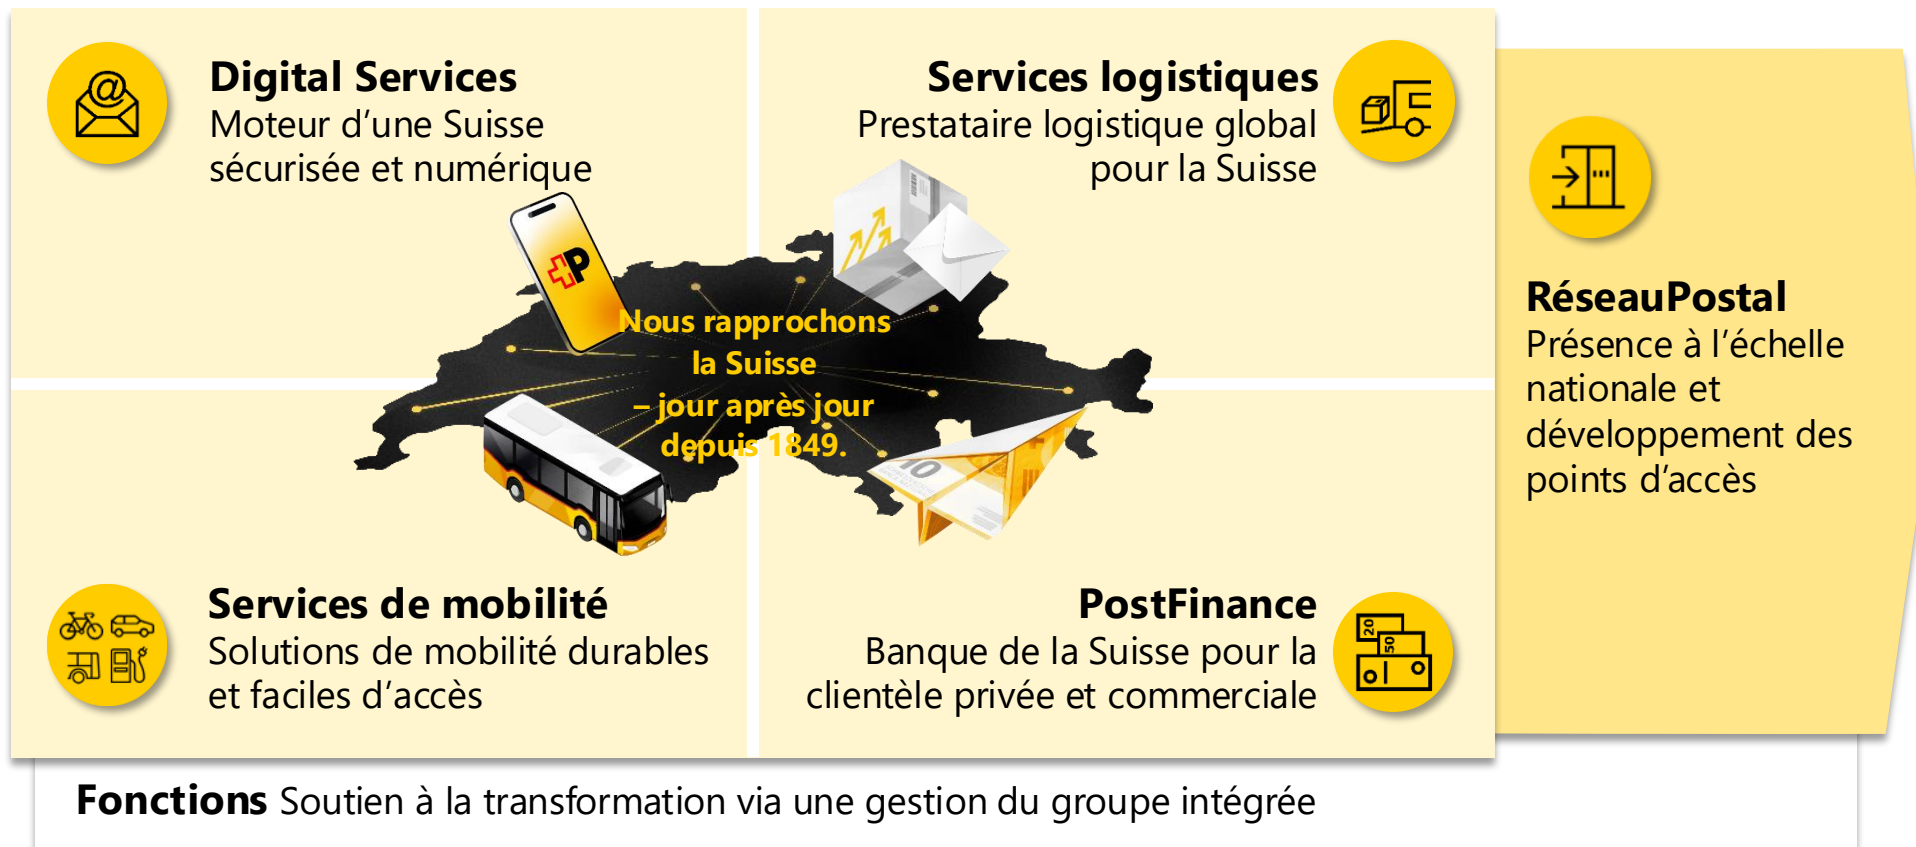 Digital Services
Moteur d’une Suisse
sécurisée et numérique
Services logistiques
Prestataire logistique global
pour la Suisse
P
Nous rapprochons
la Suisse
– jour après jour
depuis 1849.
10
RéseauPostal
Présence à l’échelle
nationale et
développement des
points d’accès
Services de mobilité
Solutions de mobilité durables
et faciles d’accès
PostFinance
Banque de la Suisse pour la
clientèle privée et commerciale
20
50
Fonctions Soutien à la transformation via une gestion du groupe intégrée